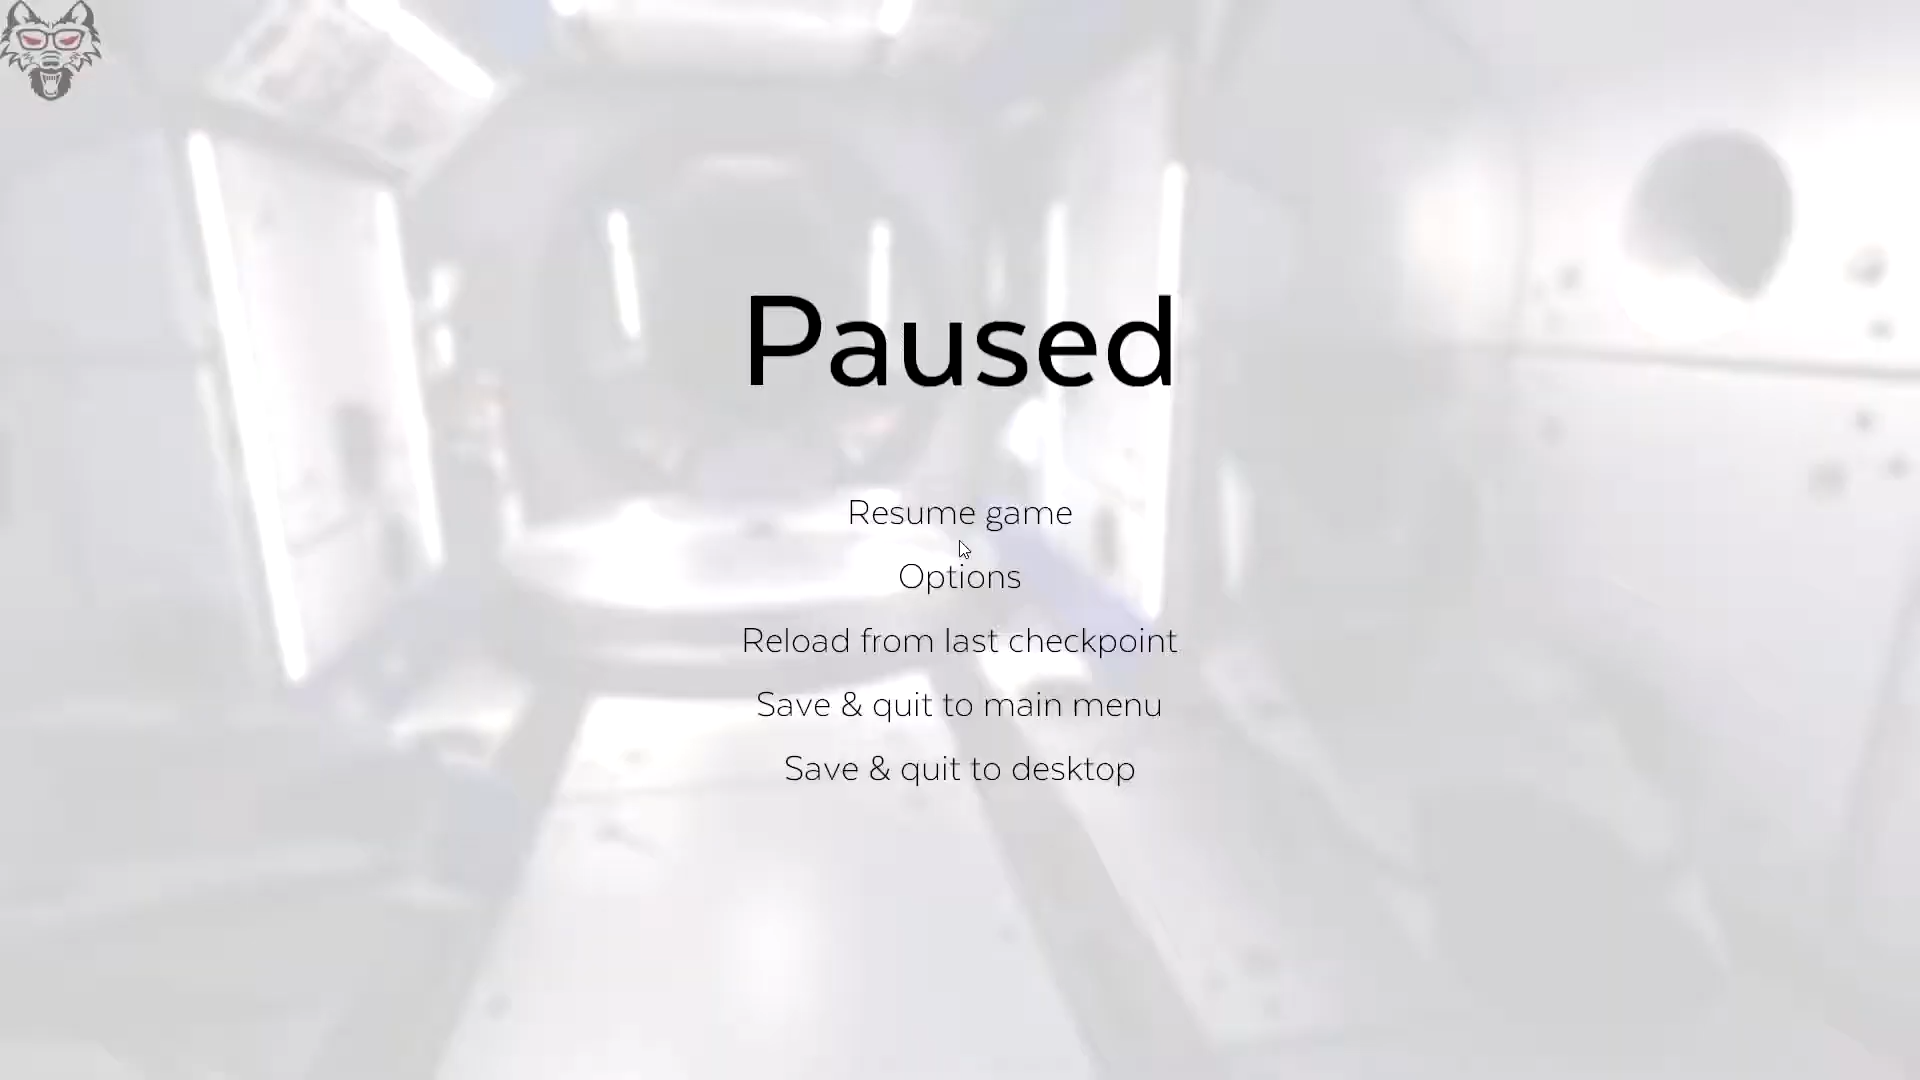 Paused
Resume game
Options
Reload from last checkpoint
Save & quit to main menu
Save & quit to desktop